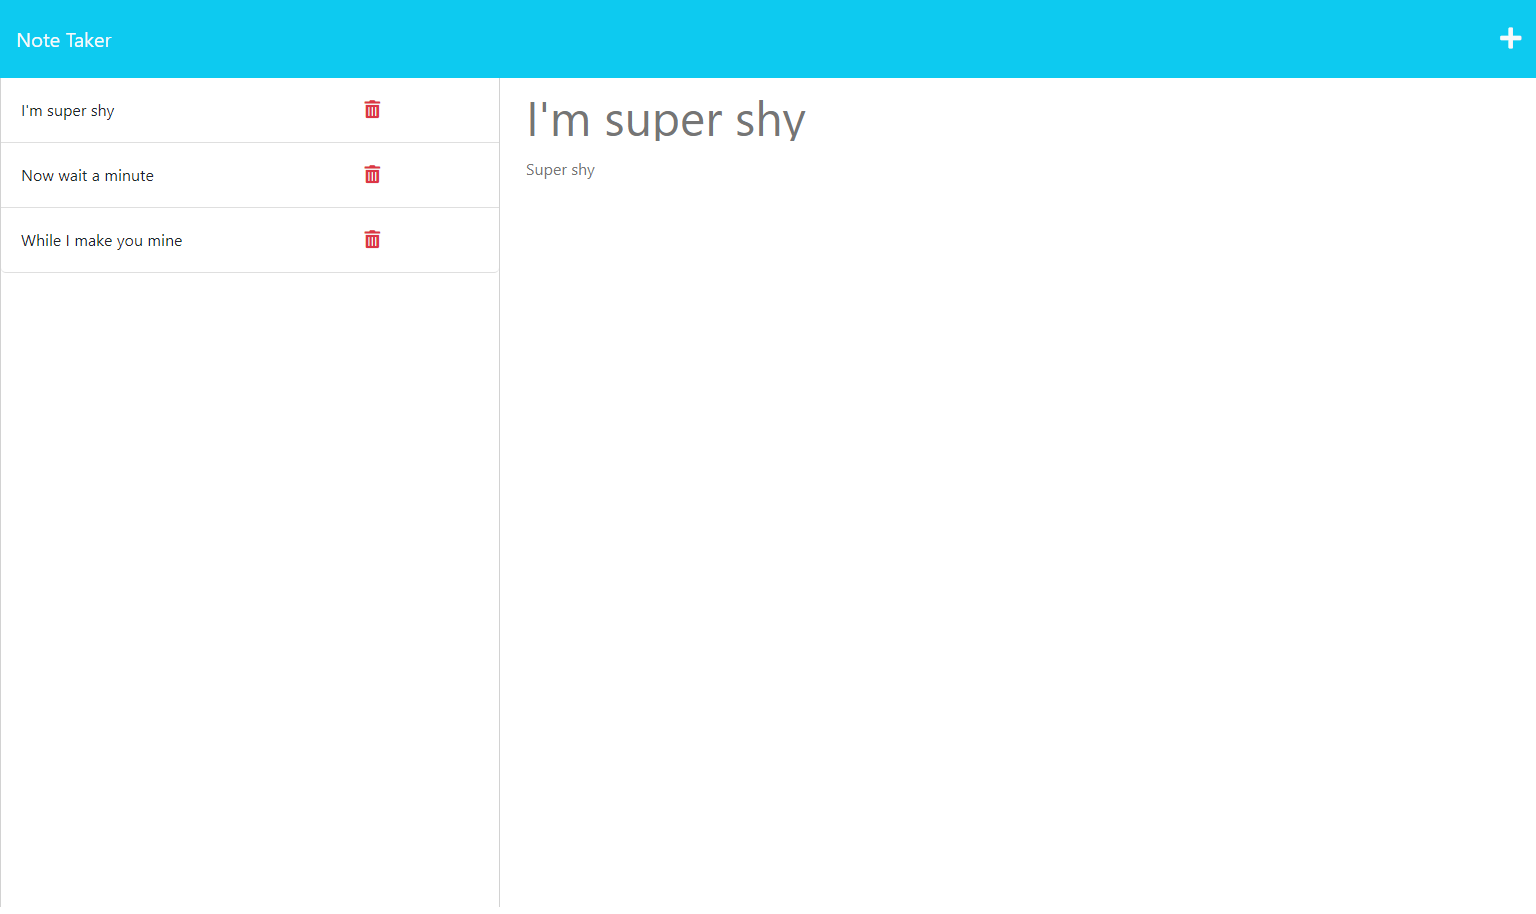 Note Taker
I'm super shy
Now wait a minute
While I make you mine
I'm super shy
Super shy